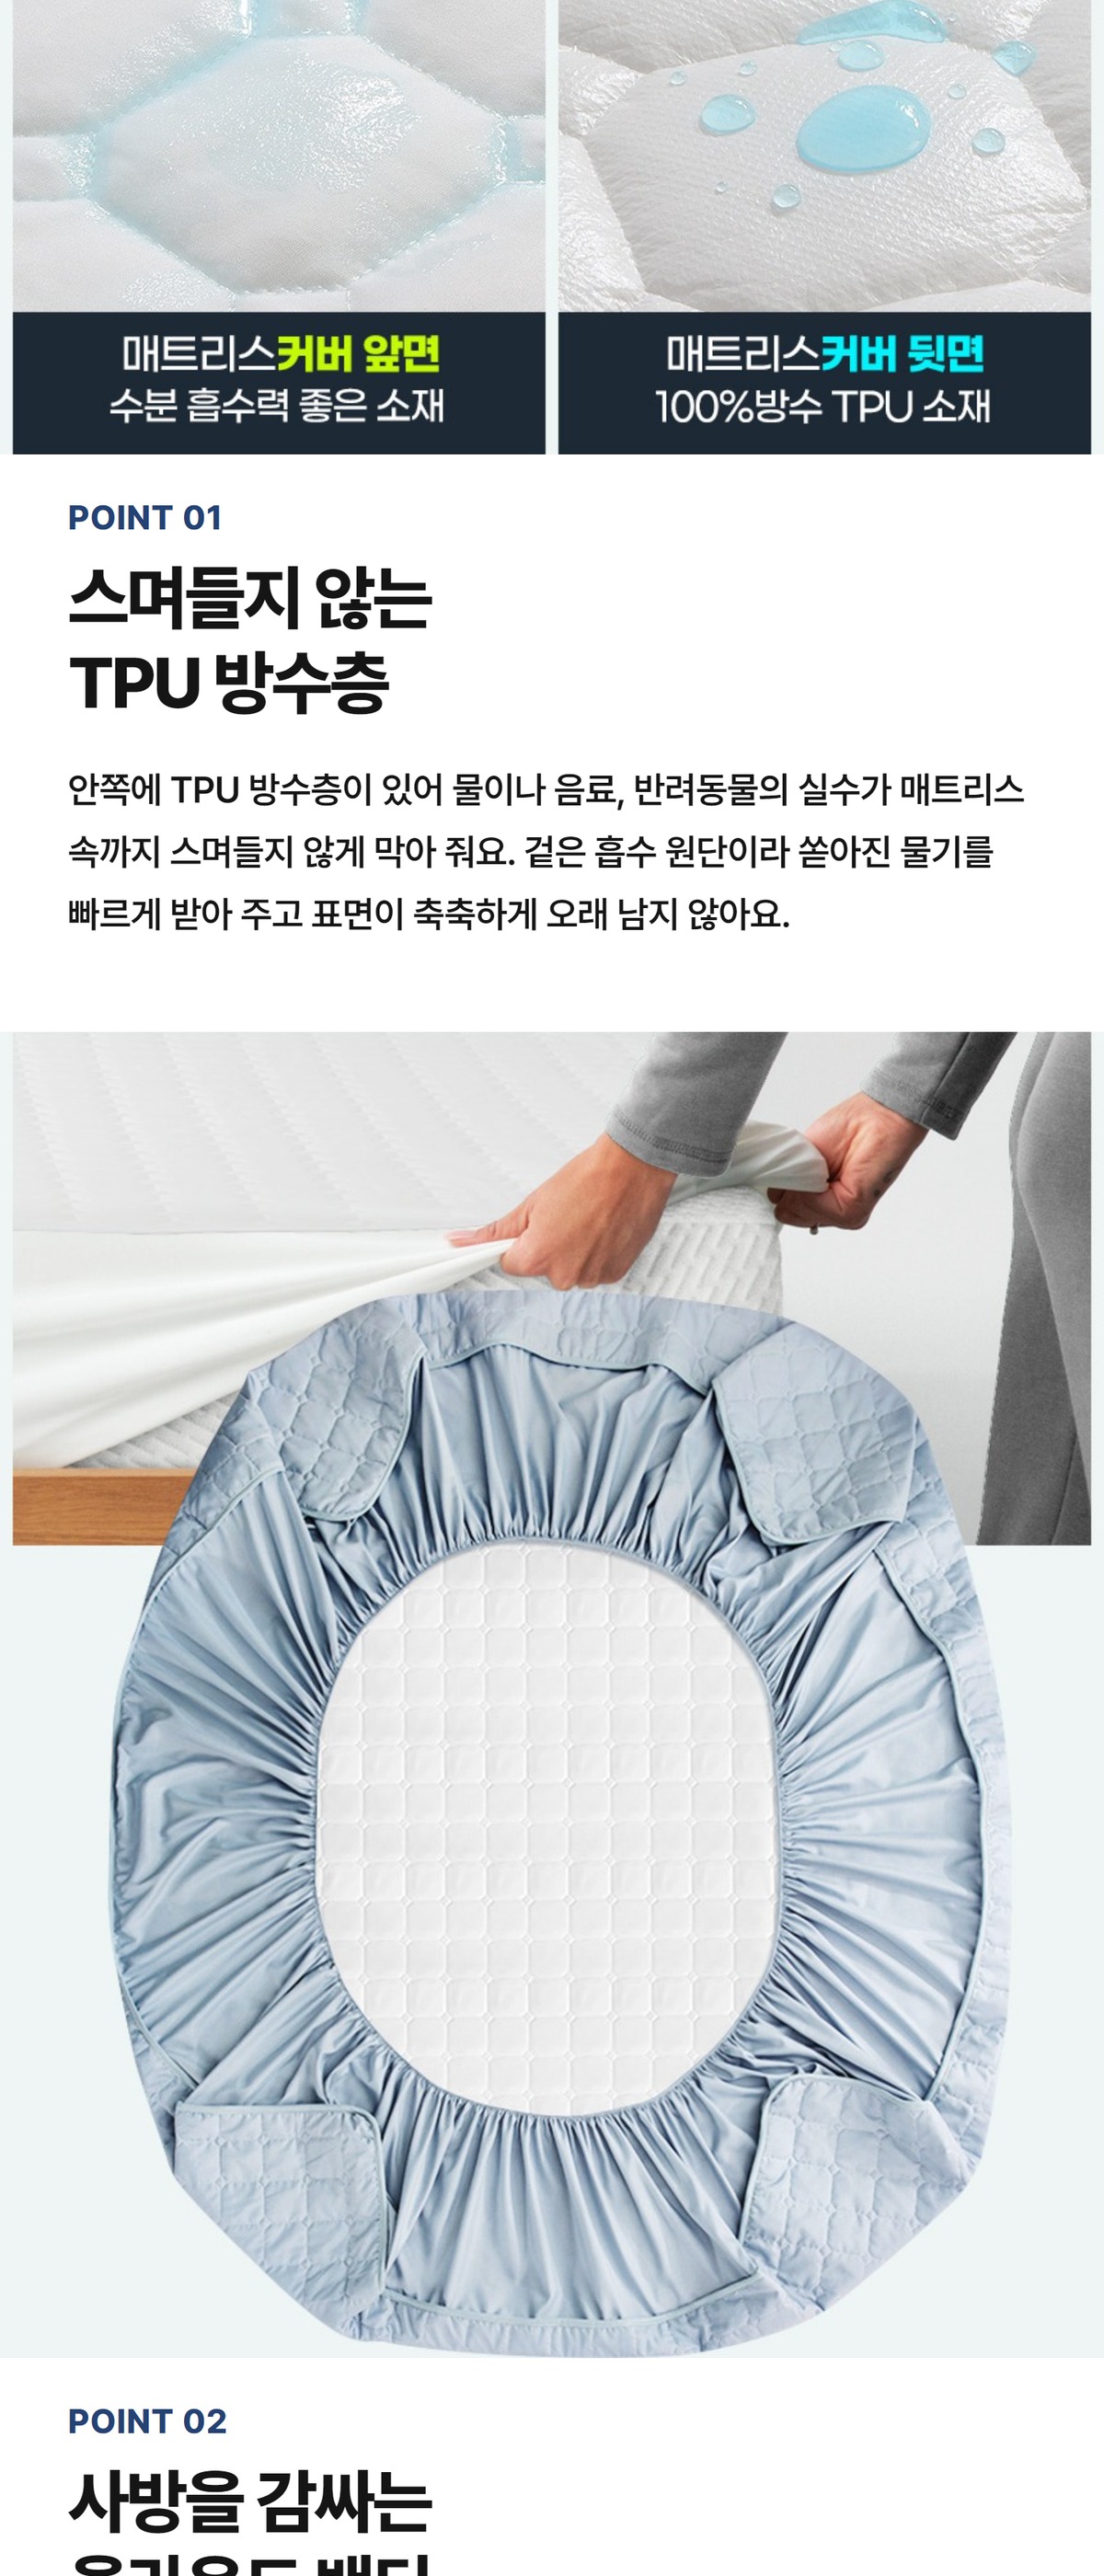 매트리스커버 앞면
수분 흡수력 좋은 소재
매트리스커버 뒷면
100%방수 TPU 소재
POINT 01
스며들지 않는
TPU 방수층
안쪽에 TPU 방수층이 있어 물이나 음료, 반려동물의 실수가 매트리스
속까지 스며들지 않게 막아 줘요. 겉은 흡수 원단이라 쏟아진 물기를
빠르게 받아 주고 표면이 축축하게 오래 남지 않아요.
POINT 02
사방을 감싸는